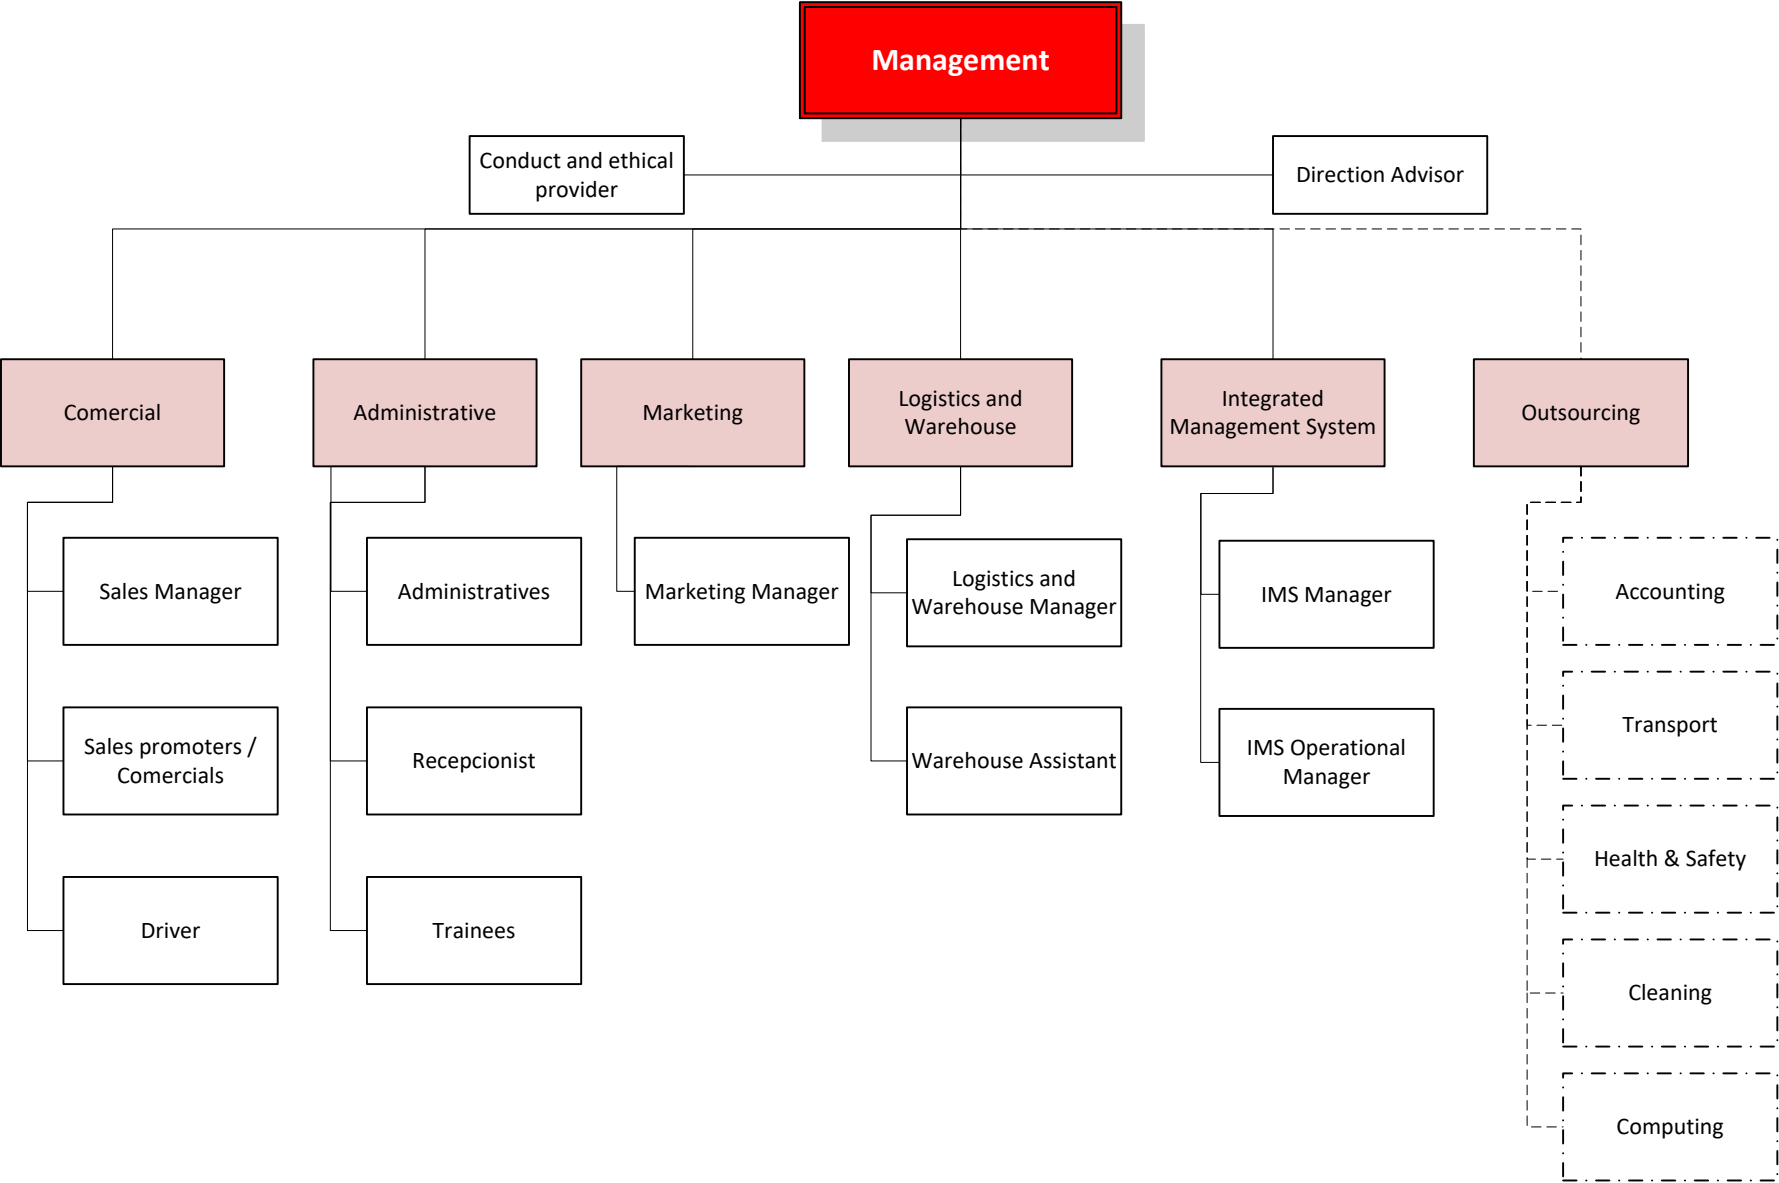 Management
Conduct and ethical
provider
Direction Advisor
Comercial
Administrative
Marketing
Logistics and
Warehouse
Integrated
Management System
Outsourcing
Sales Manager
Administratives
Marketing Manager
Logistics and
Warehouse Manager
IMS Manager
Accounting
Transport
Sales promoters /
Comercials
Recepcionist
Warehouse Assistant
IMS Operational
Manager
Health & Safety
Driver
Trainees
Cleaning
Computing